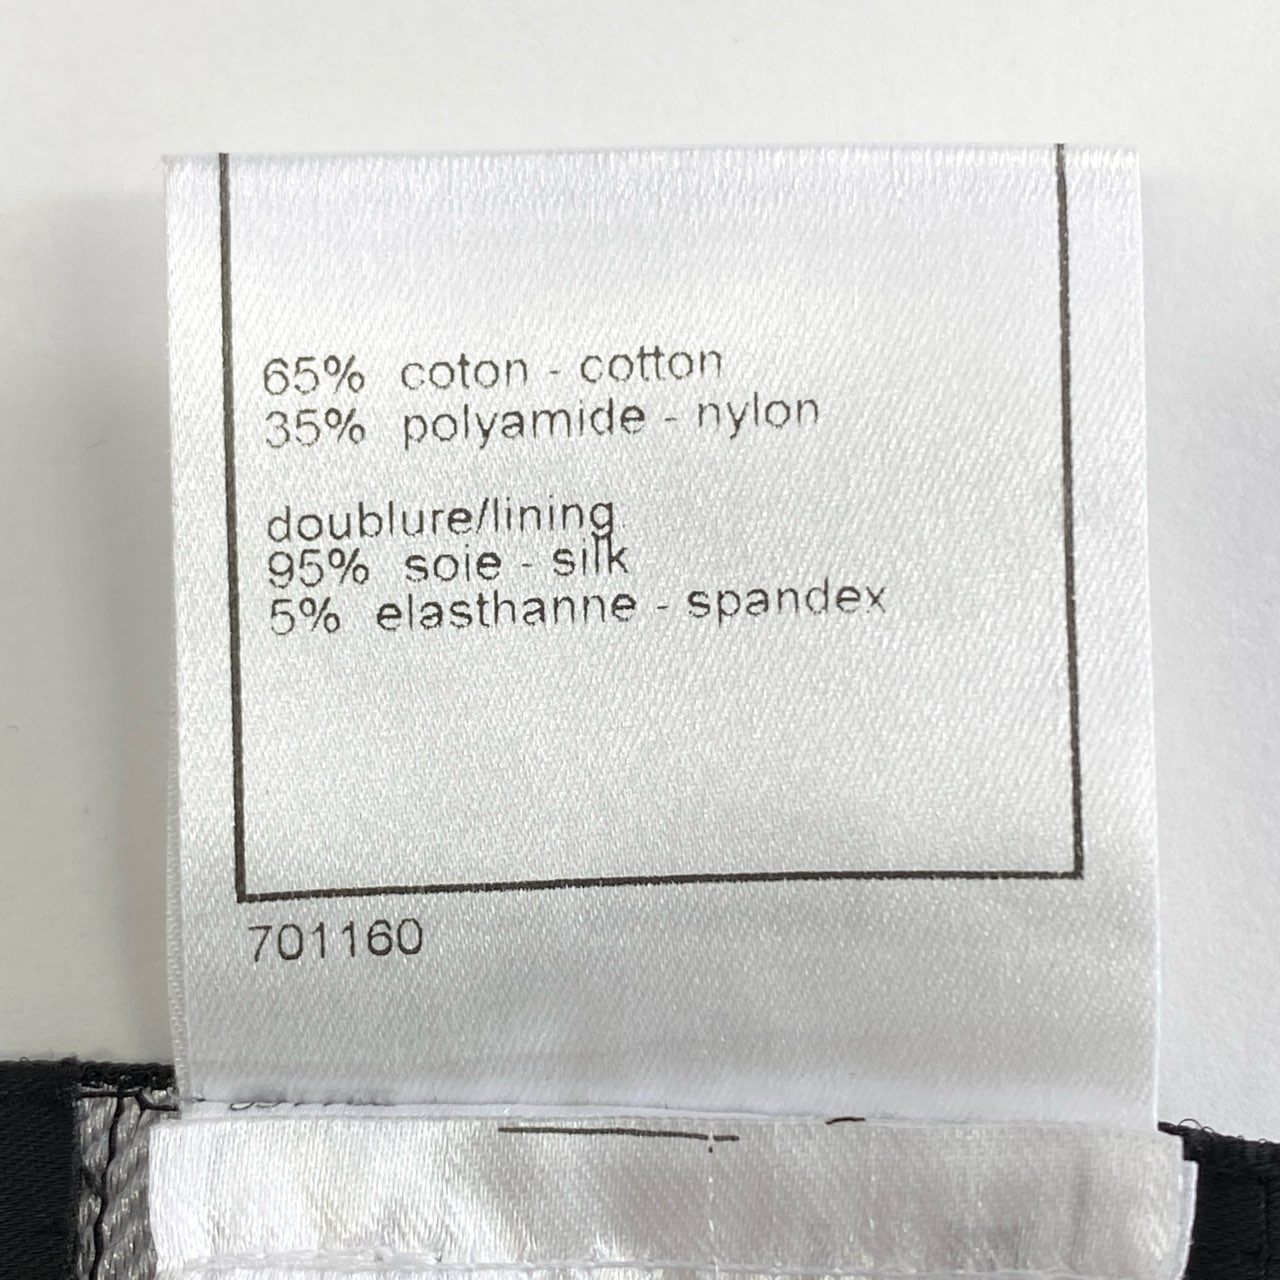 65% coton - cotton
35% polyamide - nylon
doublure/lining
95% soie - silk
5% elasthanne - spandex
701160